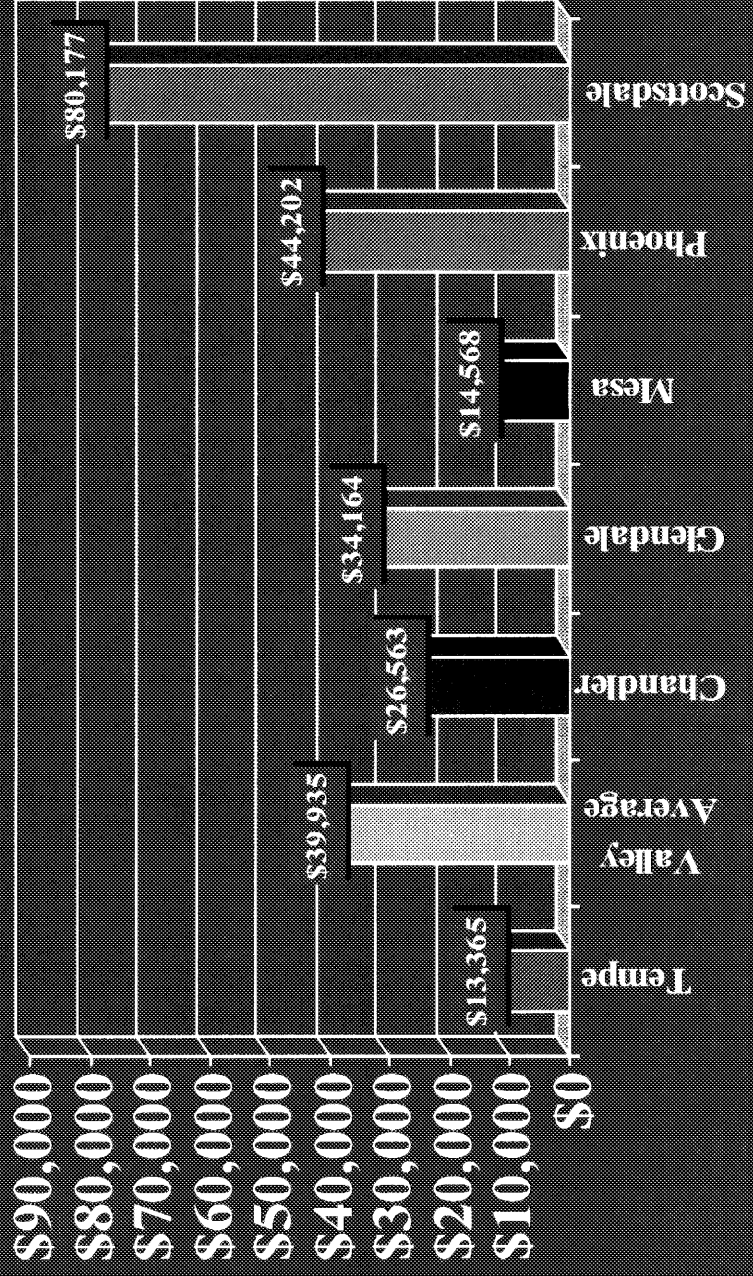 $90,000
$80,000
$70,000
$60,000
$50,000
$40,000
$30,000
$20,000
$10,000
$0
$13,365
$39,935
$26,563
$34,164
$14,568
$44,202
$80,177
Tempe
Valley
Average
Chandler
Glendale
Mesa
Phoenix
Scottsdale